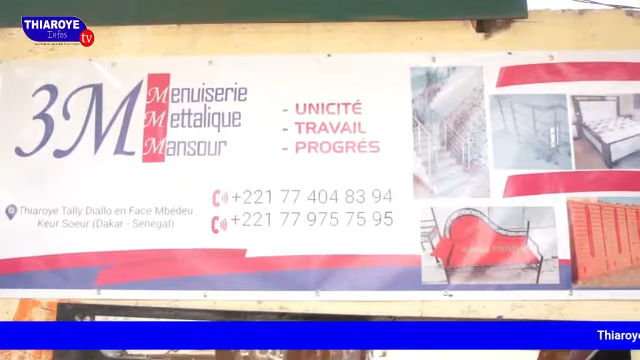 THIAROYE
Infos
tv
3M
Menuiserie
Mettalique
Mansour
- UNICITÉ
- TRAVAIL
- PROGRÉS
+221 77 404 83 94
+221 77 975 75 95
Thiaroye Tally Diallo en Face Mbédeu
Keur Soeur (Dakar - Sénégal)
Thiaroye